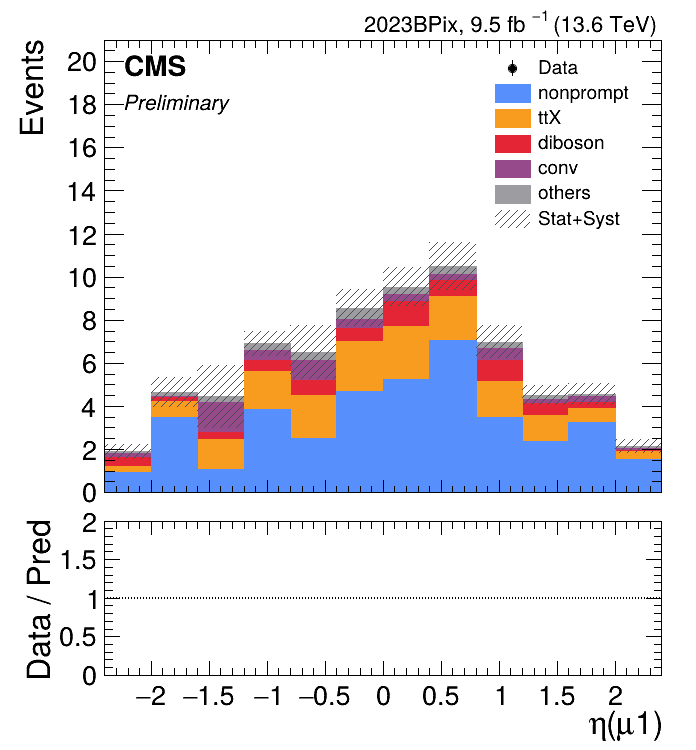 2023BPix, 9.5 fb⁻¹ (13.6 TeV)
CMS
Preliminary
Events
20
18
16
14
12
10
8
6
4
2
0
Data
nonprompt
ttX
diboson
conv
others
Stat+Syst
Data / Pred
2
1.5
1
0.5
0
−2 −1.5 −1 −0.5 0 0.5 1 1.5 2
η(μ1)